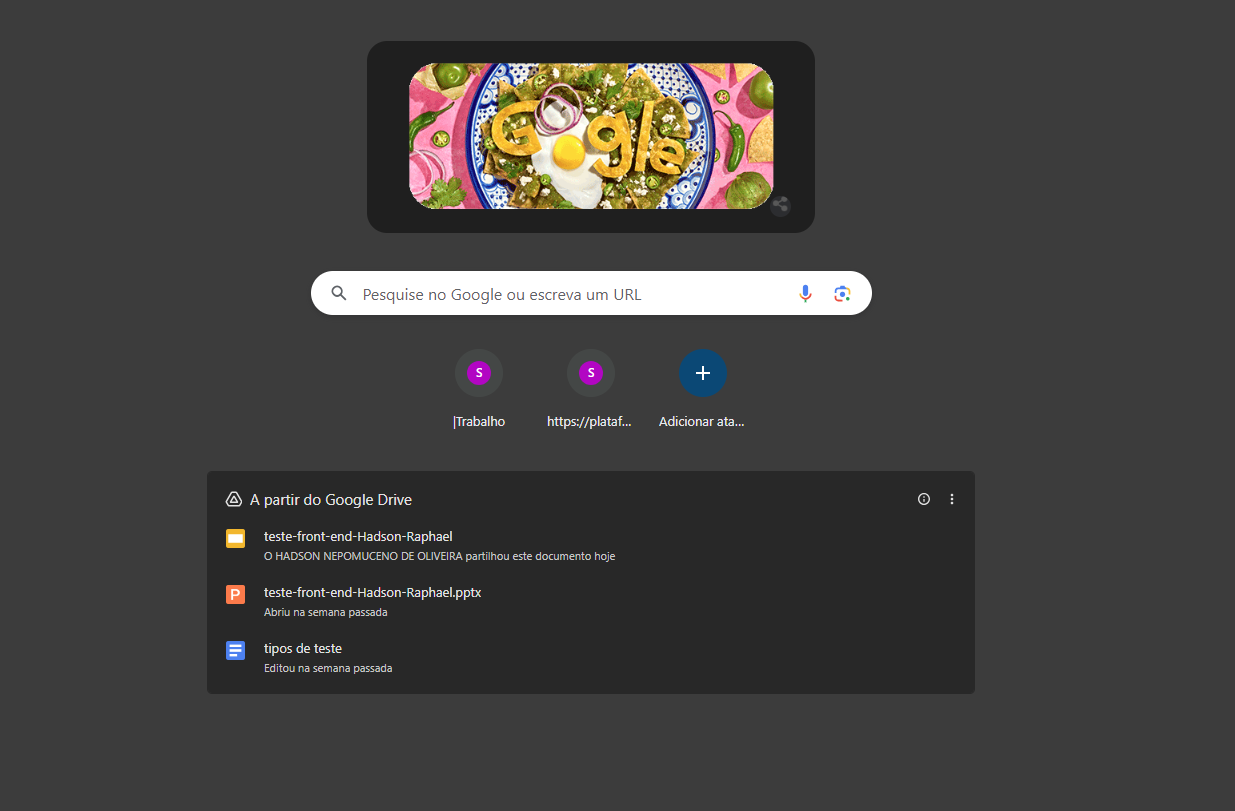 Google
Pesquise no Google ou escreva um URL
S
S
|Trabalho
https://plataf...
Adicionar ata...
A partir do Google Drive
teste-front-end-Hadson-Raphael
O HADSON NEPOMUCENO DE OLIVEIRA partilhou este documento hoje
P
teste-front-end-Hadson-Raphael.pptx
Abriu na semana passada
tipos de teste
Editou na semana passada